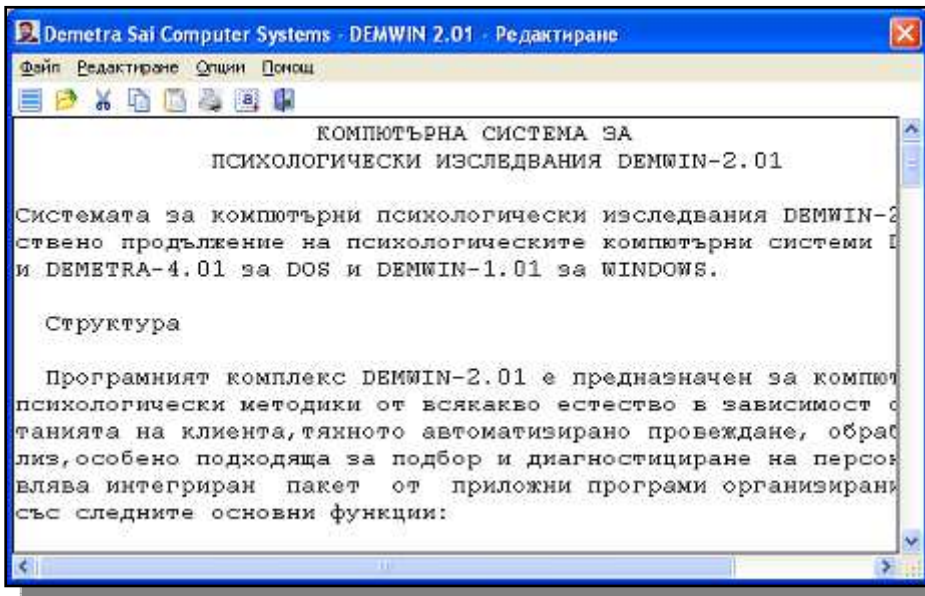 Demetra Sai Computer Systems - DEMWIN 2.01 - Редактиране
Файл Редактиране Опции Помощ
КОМПЮТЪРНА СИСТЕМА ЗА
ПСИХОЛОГИЧЕСКИ ИЗСЛЕДВАНИЯ DEMWIN-2.01
Системата за компютърни психологически изследвания DEMWIN-2
ствено продължение на психологическите компютърни системи
и DEMETRA-4.01 за DOS и DEMWIN-1.01 за WINDOWS.
Структура
Програмният комплекс DEMWIN-2.01 е предназначен за компют
психологически методики от всякакво естество в зависимост
танията на клиента,тяхното автоматизирано провеждане, обраб
лиз,особено подходяща за подбор и диагностициране на персон
влява интегриран пакет от приложни програми организирани
със следните основни функции: